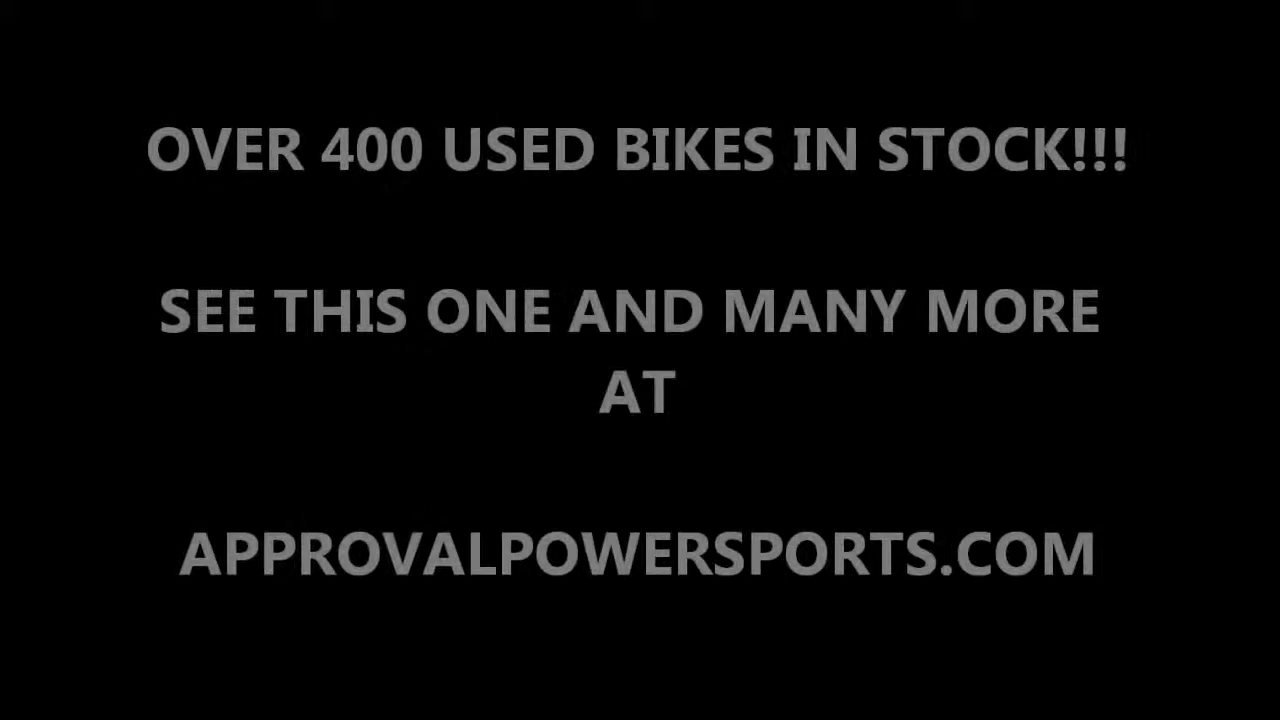 OVER 400 USED BIKES IN STOCK!!!
SEE THIS ONE AND MANY MORE
AT
APPROVALPOWERSPORTS.COM